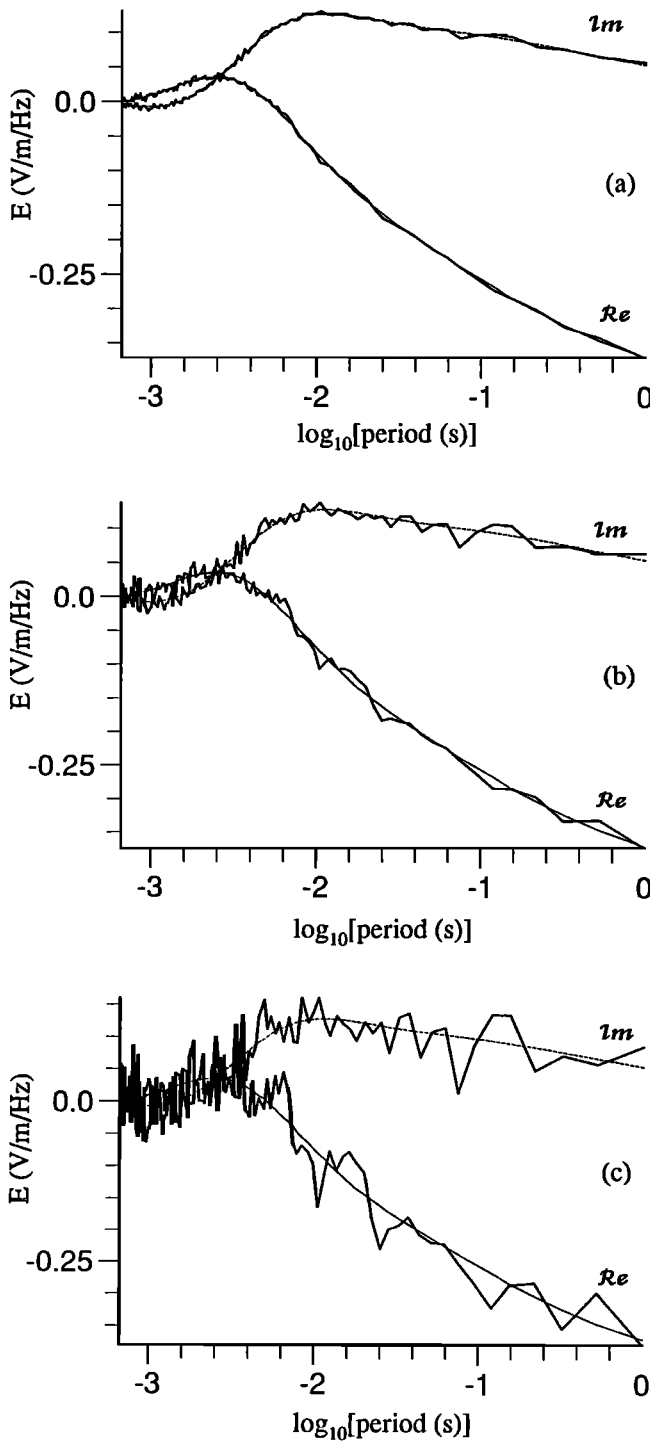 Im
0.0
E (V/m/Hz)
(a)
-0.25
Re
-3 -2 -1 0
log10[period (s)]
Im
0.0
E (V/m/Hz)
(b)
-0.25
Re
-3 -2 -1 0
log10[period (s)]
Im
0.0
E (V/m/Hz)
(c)
-0.25
Re
-3 -2 -1 0
log10[period (s)]